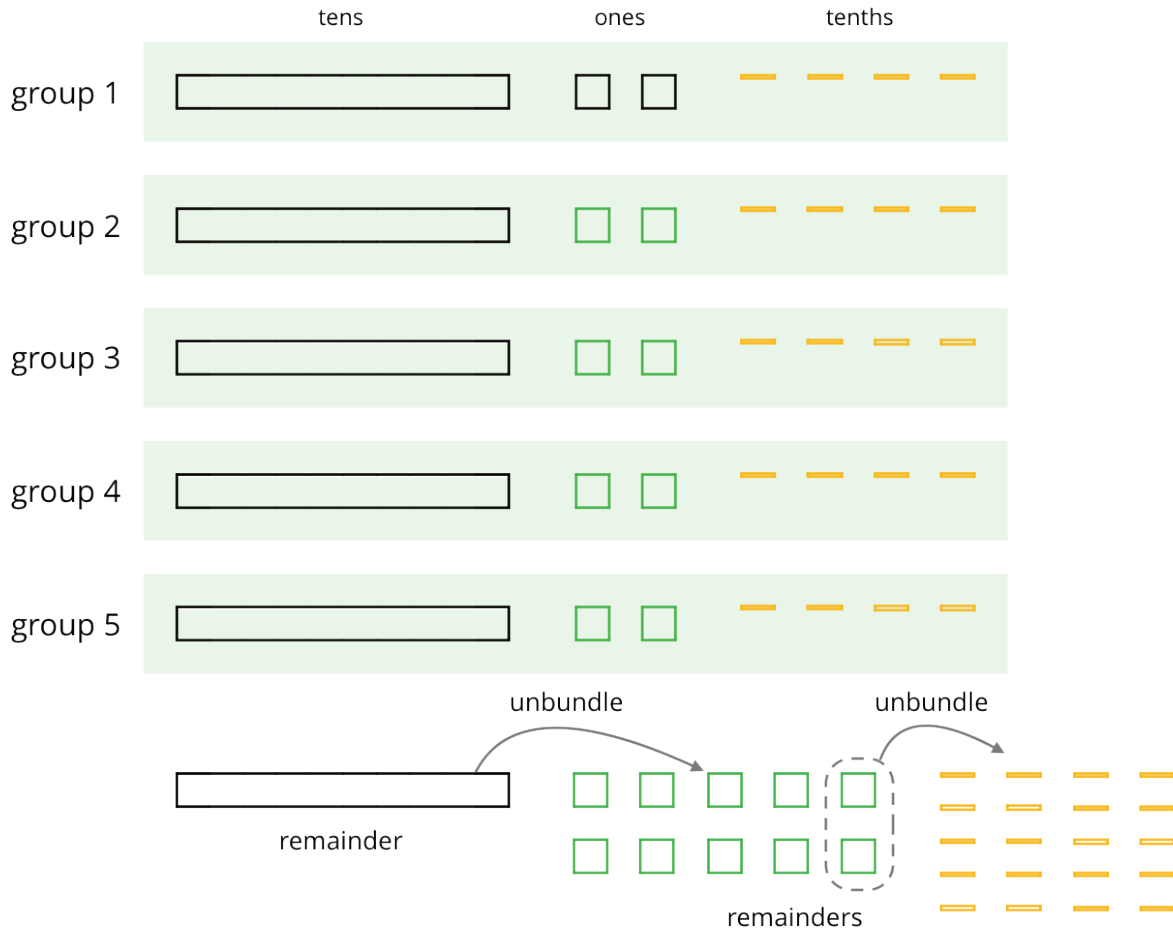 tens ones tenths
group 1
group 2
group 3
group 4
group 5
unbundle unbundle
remainder
remainders